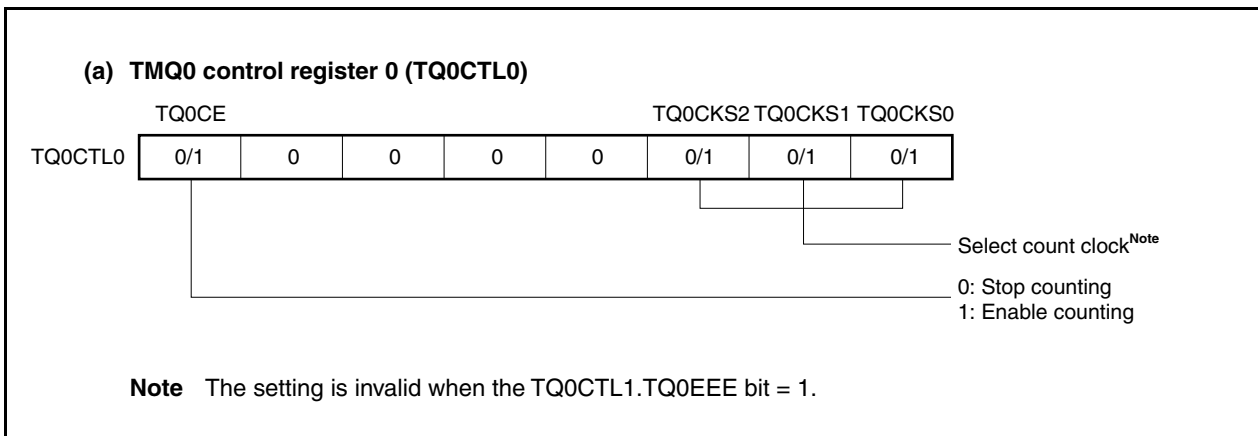 (a) TMQ0 control register 0 (TQ0CTL0)
TQ0CE TQ0CKS2 TQ0CKS1 TQ0CKS0
TQ0CTL0 0/1 0 0 0 0 0/1 0/1 0/1
Select count clockNote
0: Stop counting
1: Enable counting
Note The setting is invalid when the TQ0CTL1.TQ0EEE bit = 1.